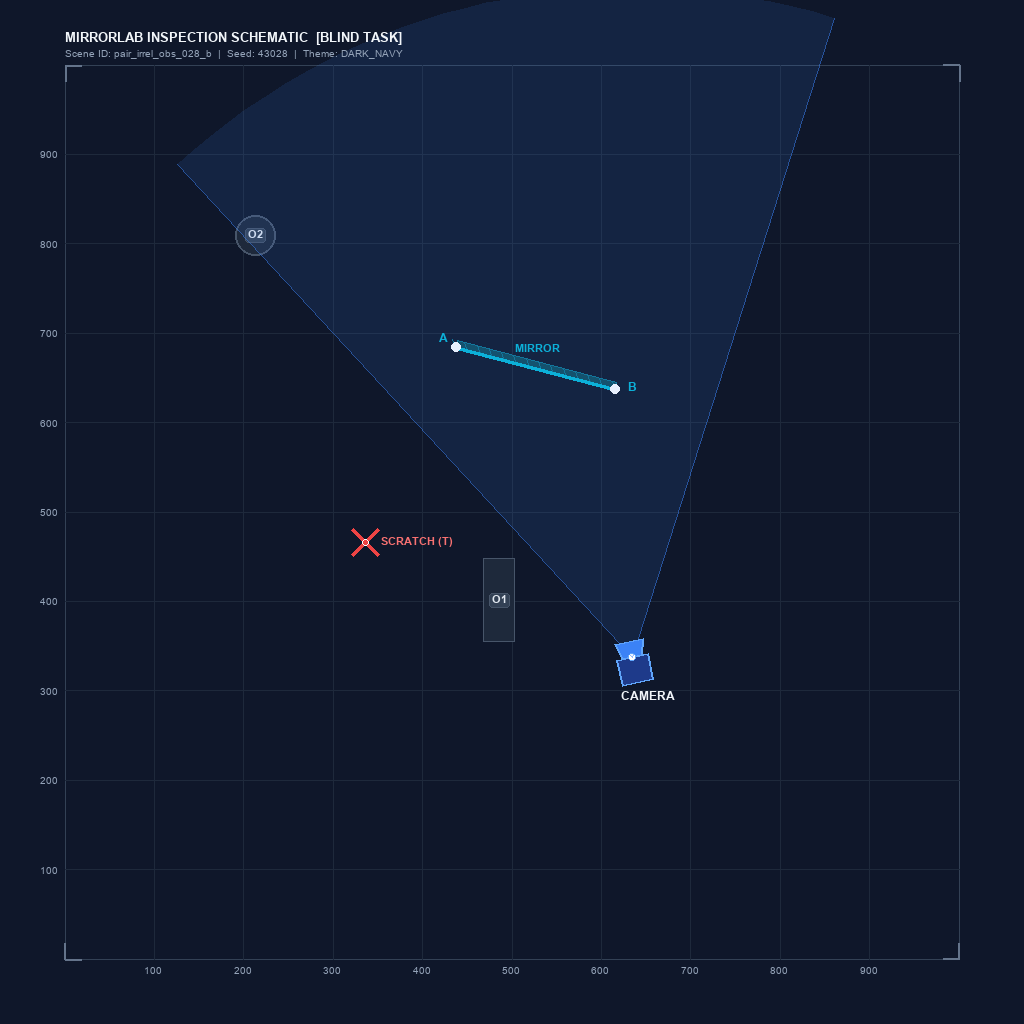 MIRRORLAB INSPECTION SCHEMATIC [BLIND TASK]
Scene ID: pair_irrel_obs_028_b | Seed: 43028 | Theme: DARK_NAVY
900
O2
800
A
MIRROR
700
B
600
500
SCRATCH (T)
O1
400
300
CAMERA
200
100
100 200 300 400 500 600 700 800 900